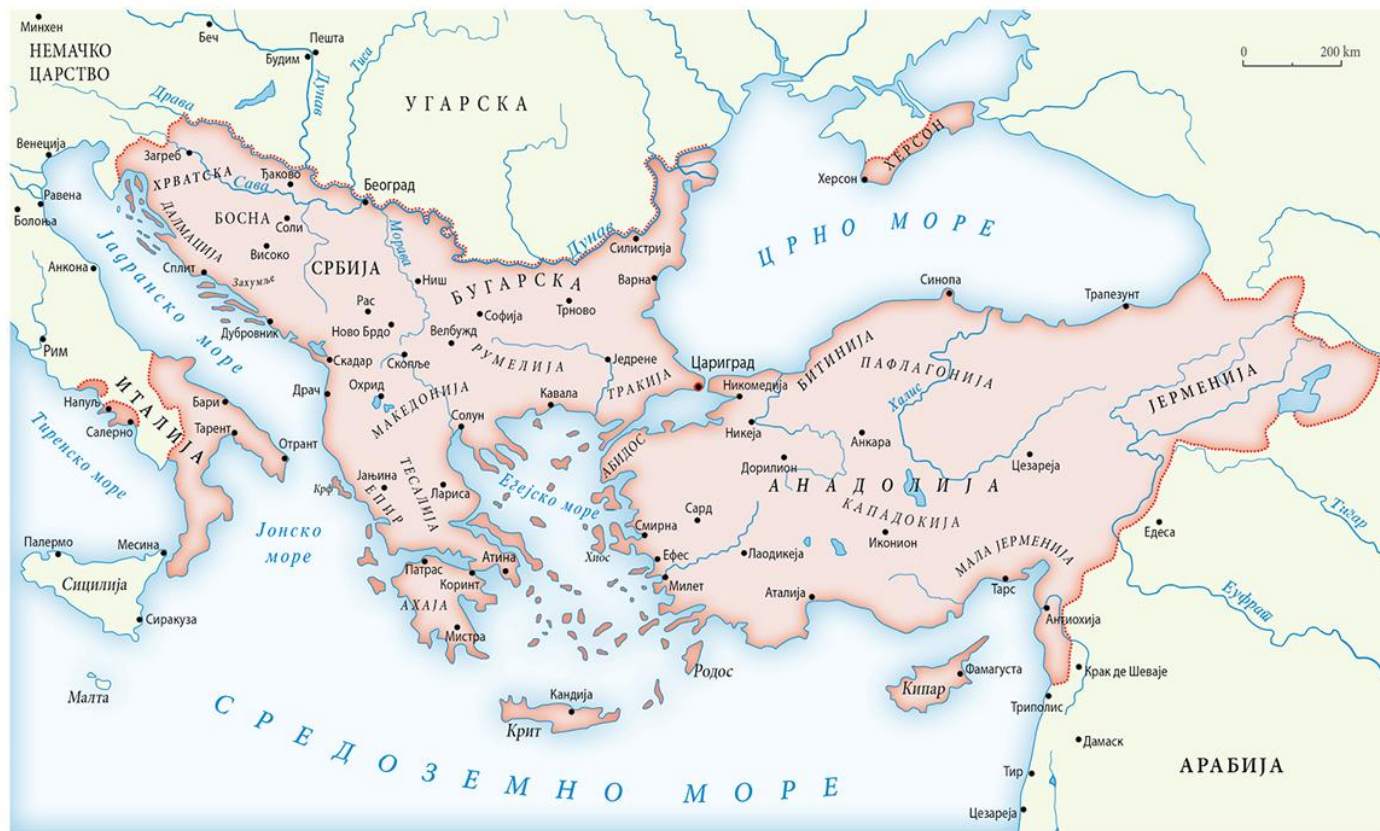 Минхен
Беч
Пешта
Будим
НЕМАЧКО
ЦАРСТВО
Дунав
Тиса
УГАРСКА
0 200 km
Драва
Венеција
Загреб
ХРВАТСКА
Сава
Ђаково
Београд
ХЕРСОН
Херсон
Равена
Болоња
БОСНА
Соли
ДАЛМАЦИЈА
Високо
Морава
Дунав
Силистрија
ЦРНО МОРЕ
Анкона
Јадранско море
Сплит
Захумље
СРБИЈА
Ниш
БУГАРСКА
Варна
Синопа
Трапезунт
Рас
Ново Брдо
Софија
Трново
Велбужд
Дубровник
Рим
Скадар
Скопље
РУМЕЛИЈА
Једрене
Цариград
БИТИНИЈА
ПАФЛАГОНИЈА
Халис
ЈЕРМЕНИЈА
ИТАЛИЈА
Напуљ
Салерно
Бари
Тарент
Драч
Охрид
МАКЕДОНИЈА
Солун
Кавала
ТРАКИЈА
Никомедија
Никеја
Анкара
Цезареја
Тиренско море
Отрант
Крф
Јањина
ЕПИР
ТЕСАЛИЈА
Лариса
Егејско море
АБИДОС
Дорилион
АНАДОЛИЈА
КАПАДОКИЈА
Тигар
Јонско
море
Палермо
Месина
Сицилија
Сиракуза
Патрас
Коринт
Атина
АХАЈА
Мистра
Хиос
Смирна
Сард
Ефес
Милет
Лаодикеја
Иконион
Аталија
МАЛА ЈЕРМЕНИЈА
Тарс
Антиохија
Едеса
Еуфрат
Малта
Кандија
Крит
Родос
Кипар
Фамагуста
Крак де Шеваље
Триполис
Дамаск
СРЕДОЗЕМНО МОРЕ
Тир
Цезареја
АРАБИЈА